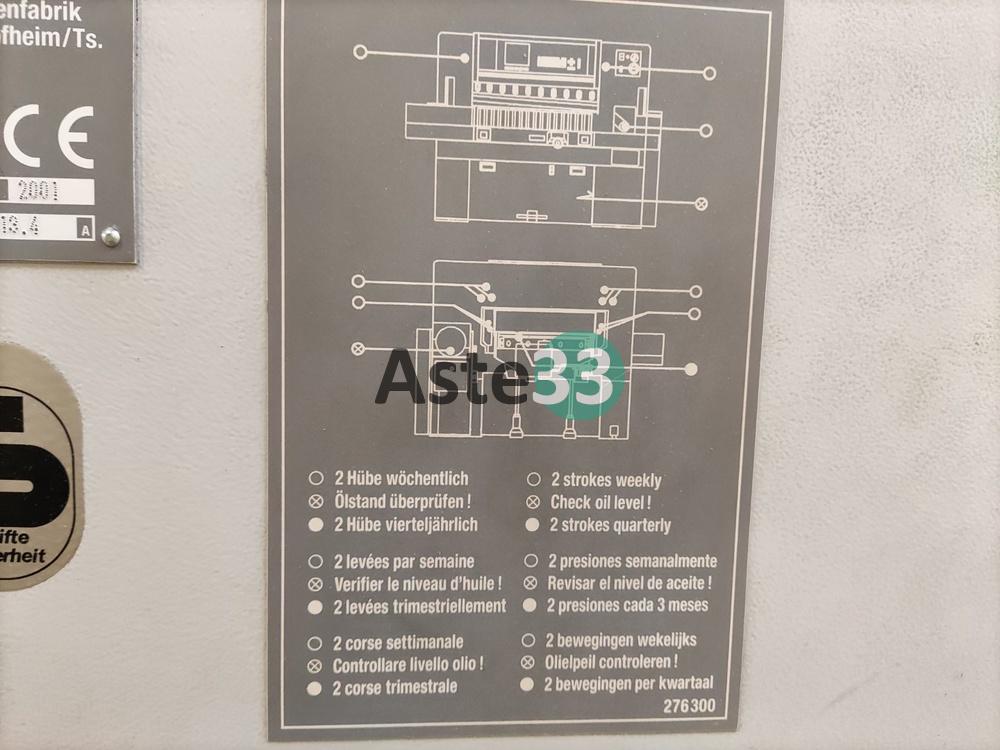 enfabrik
fheim/Ts.
CE
2001
13.4 A
ifte
erheit
Aste33
2 Hübe wöchentlich
Ölstand überprüfen !
2 Hübe vierteljährlich
2 strokes weekly
Check oil level !
2 strokes quarterly
2 levées par semaine
Verifier le niveau d'huile !
2 levées trimestriellement
2 presiones semanalmente
Revisar el nivel de aceite !
2 presiones cada 3 meses
2 corse settimanale
Controllare livello olio !
2 corse trimestrale
2 bewegingen wekelijks
Olielpeil controleren !
2 bewegingen per kwartaal
276300